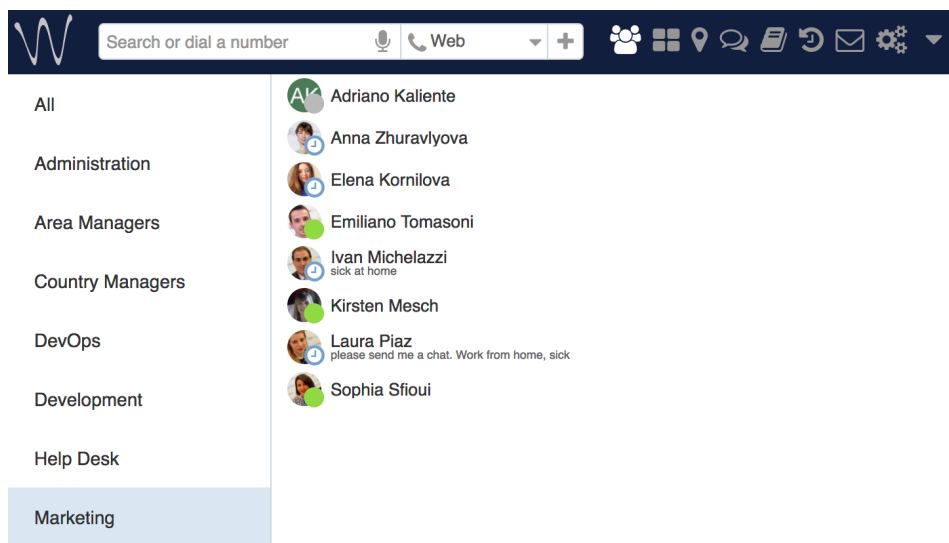 W
Search or dial a number
Web
All
Administration
Area Managers
Country Managers
DevOps
Development
Help Desk
Marketing
AK
Adriano Kaliente
Anna Zhuravlyova
Elena Kornilova
Emiliano Tomasoni
Ivan Michelazzi
sick at home
Kirsten Mesch
Laura Piaz
please send me a chat. Work from home, sick
Sophia Sfioui